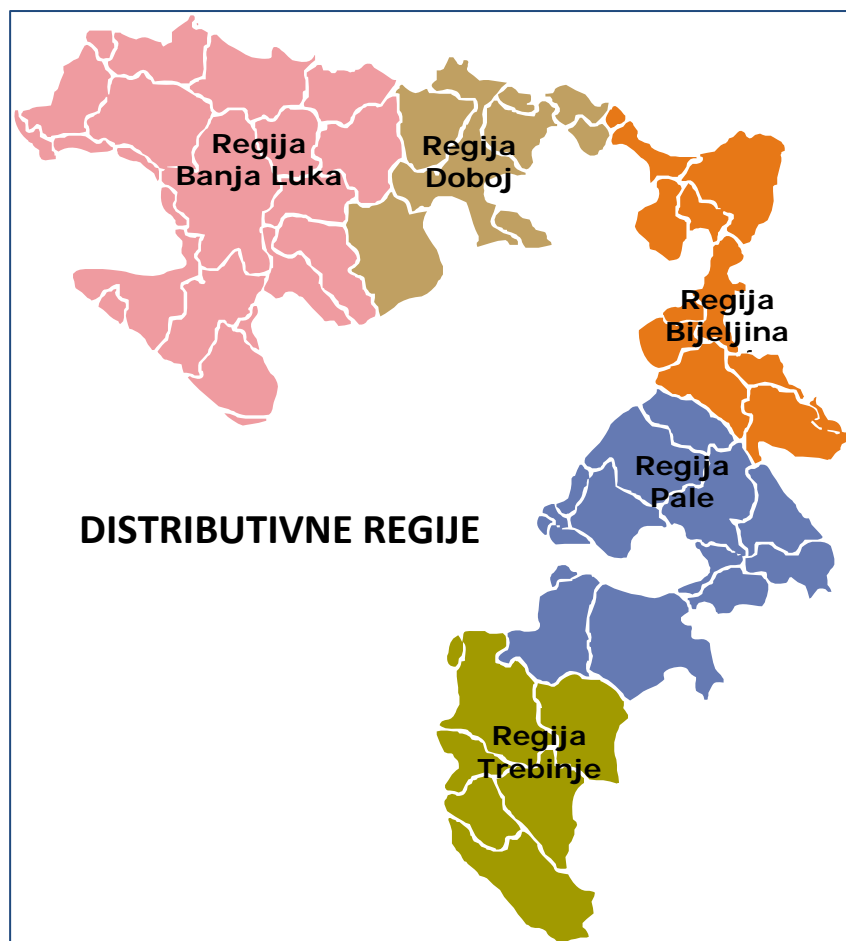 Regija
Banja Luka
Regija
Doboj
Regija
Bijeljina
Regija
Pale
DISTRIBUTIVNE REGIJE
Regija
Trebinje